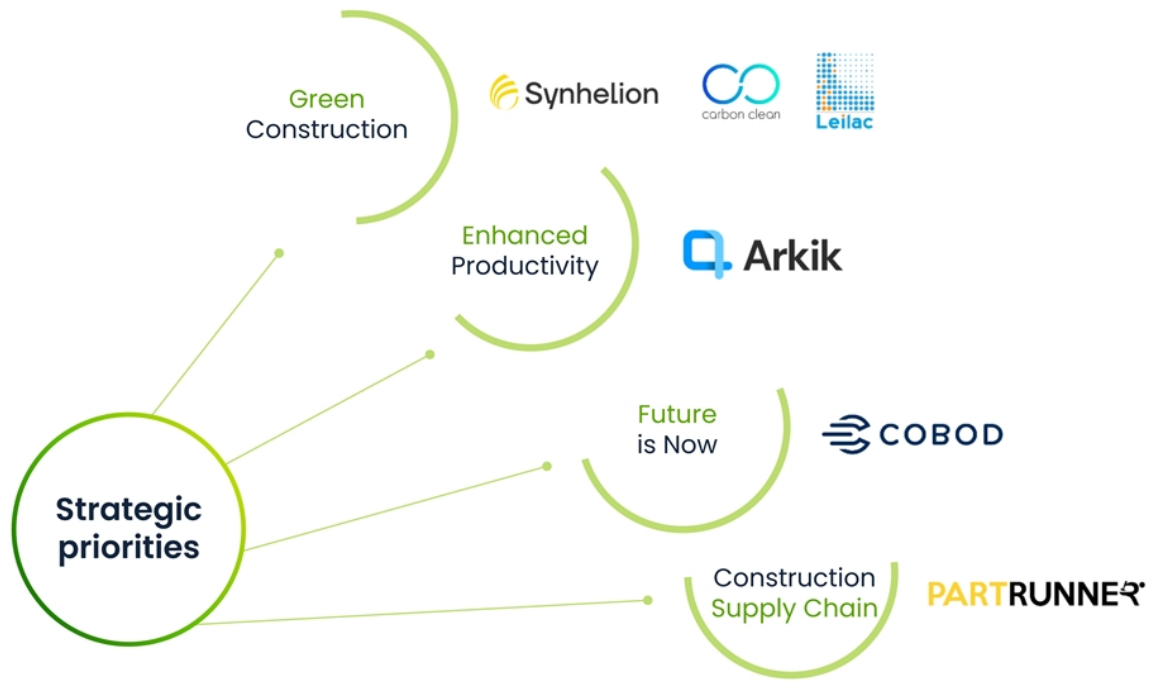 Green
Construction
Synhelion
carbon clean
Leilac
Enhanced
Productivity
Arkik
Future
is Now
COBOD
Strategic
priorities
Construction
Supply Chain
PARTRUNNER